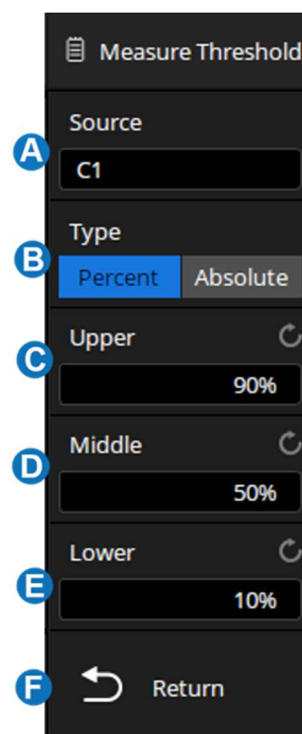 Measure Threshold
A
Source
C1
B
Type
Percent Absolute
C
Upper
90%
D
Middle
50%
E
Lower
10%
F
Return